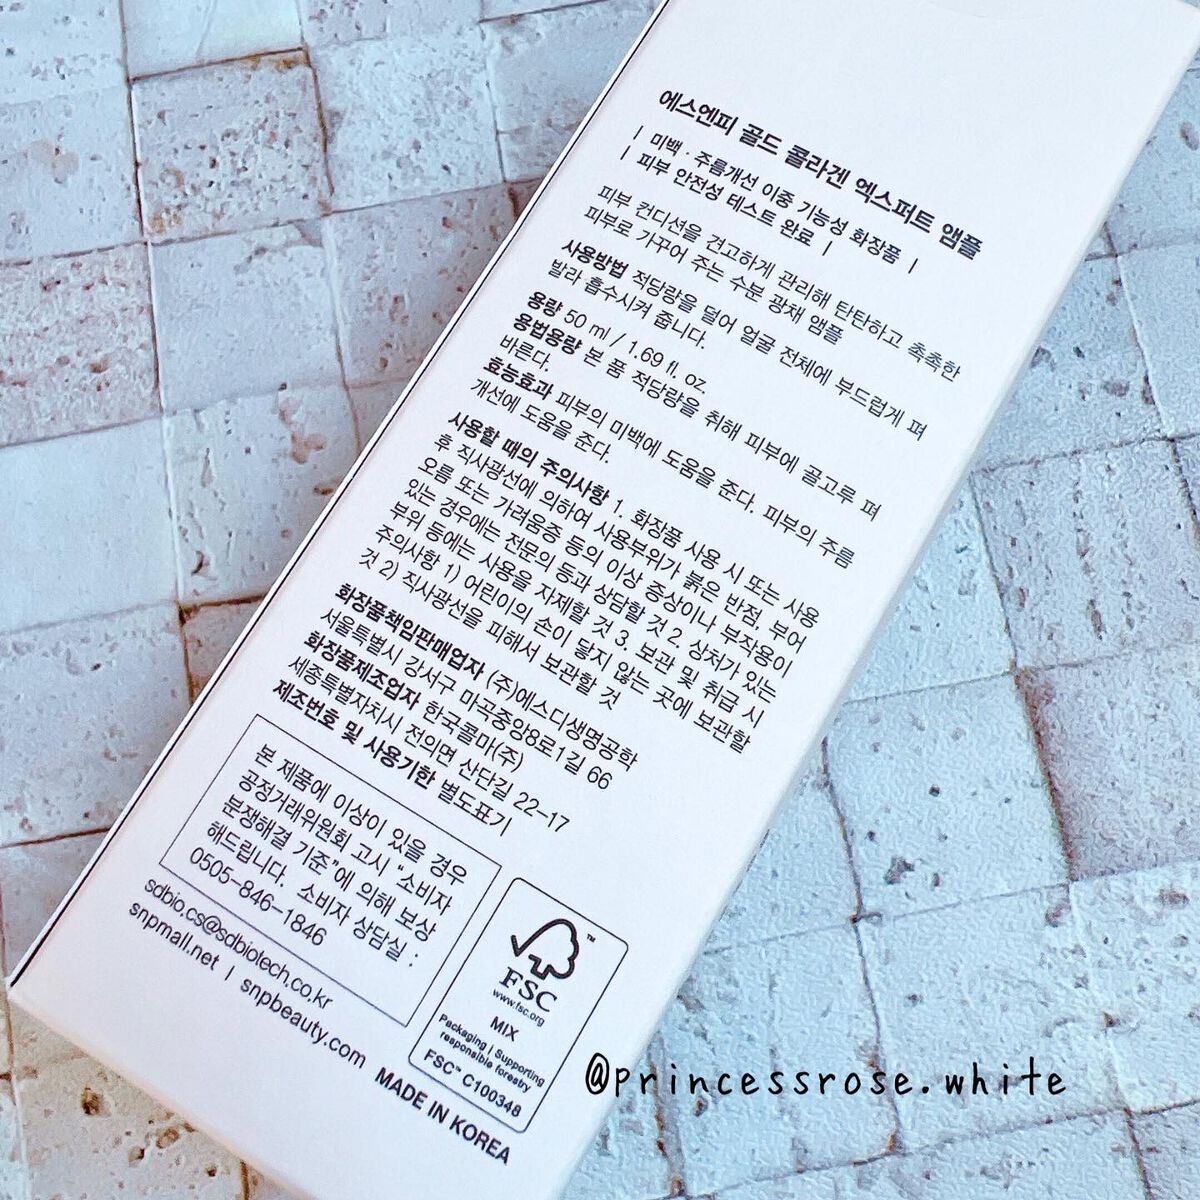 에스엔피 골드 콜라겐 엑스퍼트 앰플
| 미백 · 주름개선 이중 기능성 화장품 |
| 피부 안전성 테스트 완료 |
피부 컨디션을 견고하게 관리해 탄탄하고 촉촉한
피부로 가꾸어 주는 수분 광채 앰플
사용방법 적당량을 덜어 얼굴 전체에 부드럽게 펴
발라 흡수시켜 줍니다.
용량 50 ml / 1.69 fl. oz
용법용량 본 품 적당량을 취해 피부에 골고루 펴
바른다.
효능효과 피부의 미백에 도움을 준다. 피부의 주름
개선에 도움을 준다.
사용할 때의 주의사항 1. 화장품 사용 시 또는 사용
후 직사광선에 의하여 사용부위가 붉은 반점, 부어
오름 또는 가려움증 등의 이상 증상이나 부작용이
있는 경우에는 전문의 등과 상담할 것 2. 상처가 있는
부위 등에는 사용을 자제할 것 3. 보관 및 취급 시
주의사항 1) 어린이의 손이 닿지 않는 곳에 보관할
것 2) 직사광선을 피해서 보관할 것
화장품책임판매업자 (주)에스디생명공학
서울특별시 강서구 마곡중앙8로1길 66
화장품제조업자 한국콜마(주)
세종특별자치시 전의면 산단길 22-17
제조번호 및 사용기한 별도표기
본 제품에 이상이 있을 경우
공정거래위원회 고시 "소비자
분쟁해결 기준"에 의해 보상
해드립니다. 소비자 상담실 :
0505-846-1846
sdbio.cs@sdbiotech.co.kr
snpmall.net | snpbeauty.com
MADE IN KOREA
FSC™
www.fsc.org
MIX
Packaging | Supporting
responsible forestry
FSC™ C100348
@princessrose.white